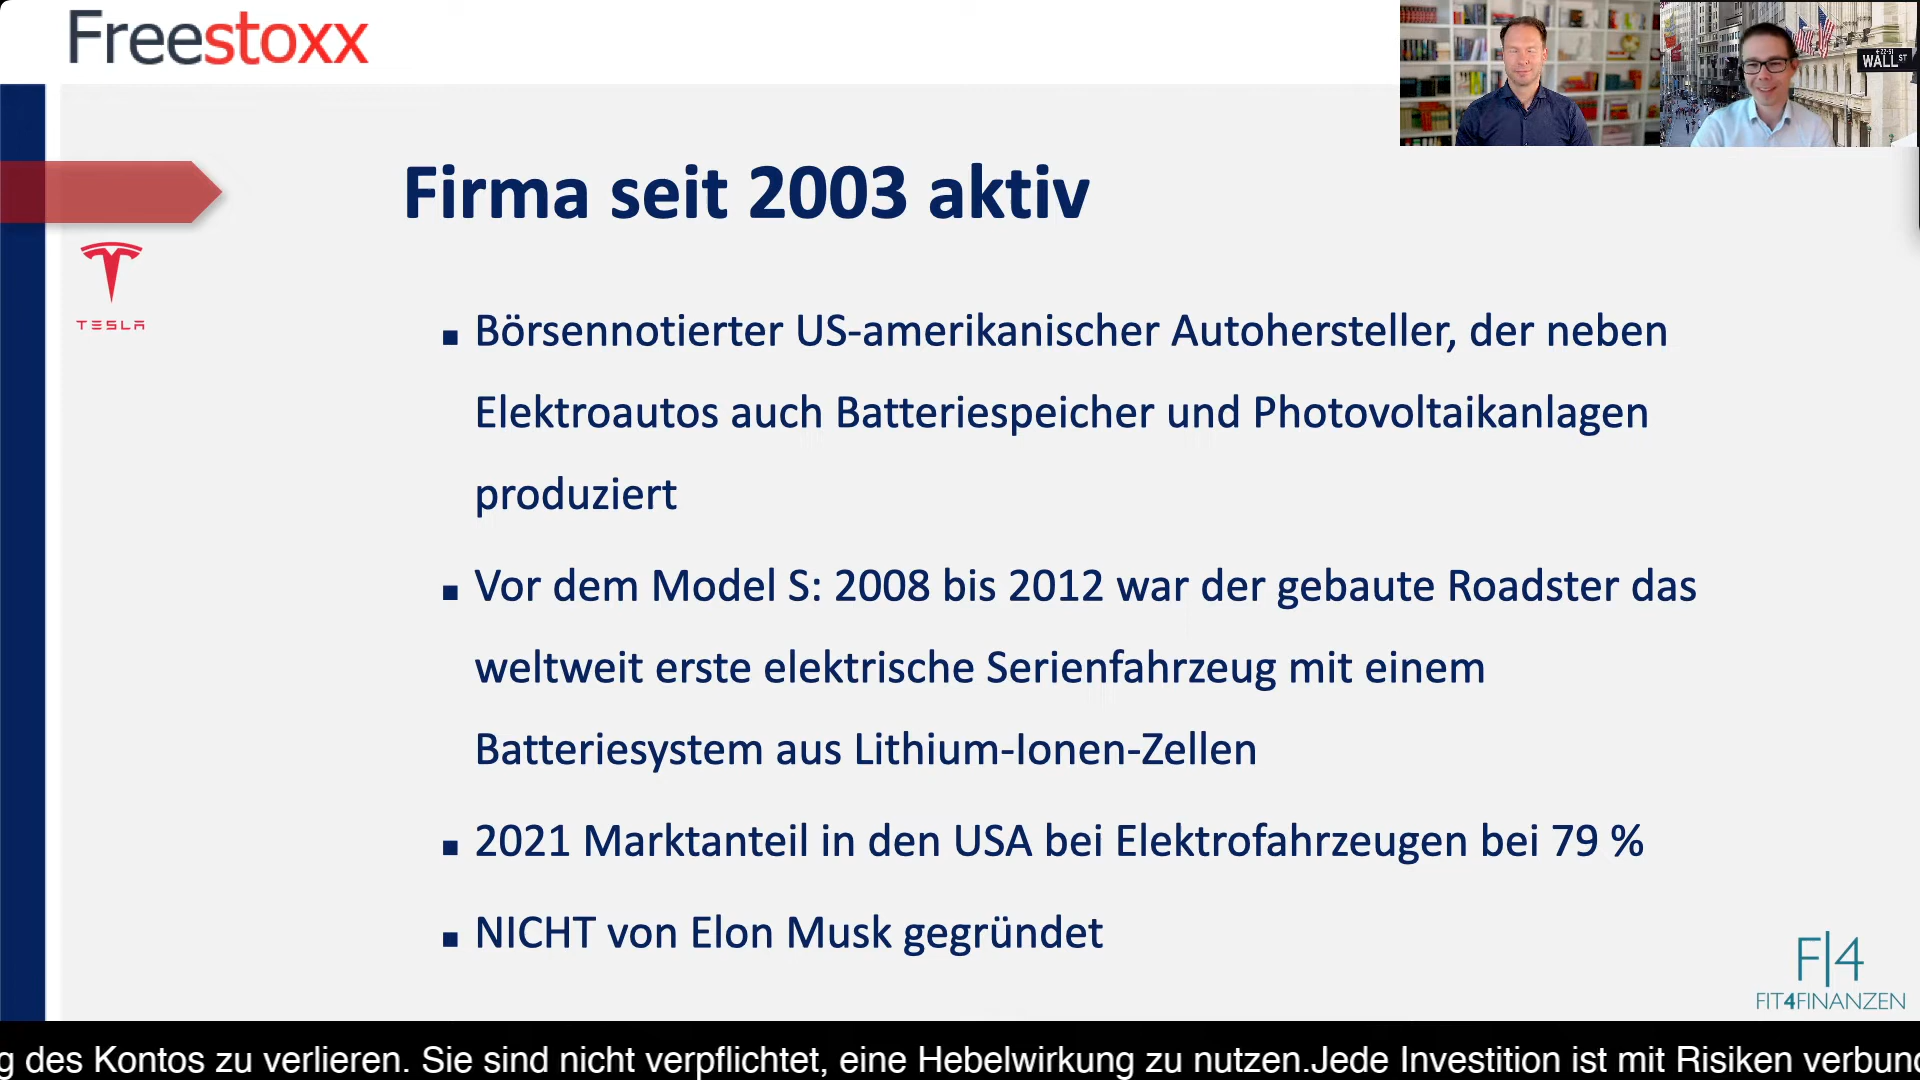 Freestoxx
WALL ST
Firma seit 2003 aktiv
TESLA
▪ Börsennotierter US-amerikanischer Autohersteller, der neben
Elektroautos auch Batteriespeicher und Photovoltaikanlagen
produziert
▪ Vor dem Model S: 2008 bis 2012 war der gebaute Roadster das
weltweit erste elektrische Serienfahrzeug mit einem
Batteriesystem aus Lithium-Ionen-Zellen
▪ 2021 Marktanteil in den USA bei Elektrofahrzeugen bei 79 %
▪ NICHT von Elon Musk gegründet
F|4
FIT4FINANZEN
g des Kontos zu verlieren. Sie sind nicht verpflichtet, eine Hebelwirkung zu nutzen.Jede Investition ist mit Risiken verbund